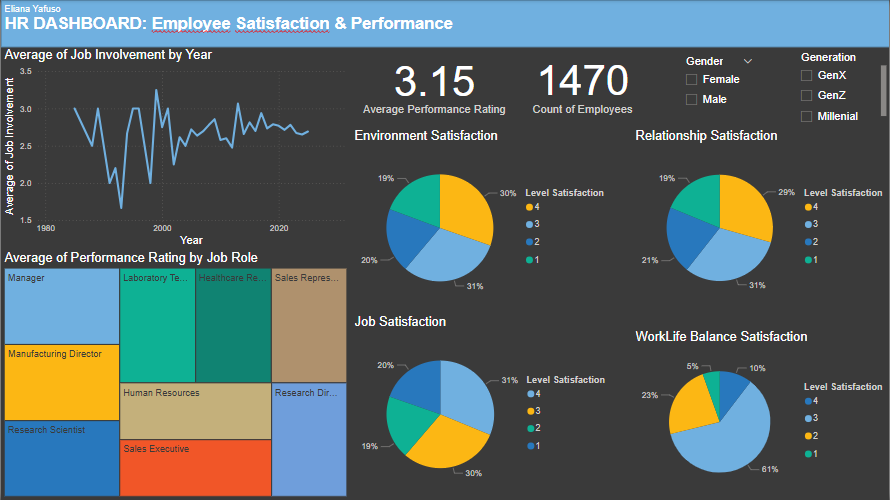 Eliana Yafuso
HR DASHBOARD: Employee Satisfaction & Performance
Average of Job Involvement by Year
Average of Job Involvement
3.5
3.0
2.5
2.0
1.5
1980
2000
2020
Year
3.15
Average Performance Rating
1470
Count of Employees
Gender
Female
Male
Generation
GenX
GenZ
Millenial
Environment Satisfaction
19%
30%
20%
31%
Level Satisfaction
4
3
2
1
Relationship Satisfaction
19%
29%
21%
31%
Level Satisfaction
4
3
2
1
Average of Performance Rating by Job Role
Manager
Laboratory Te...
Healthcare Re...
Sales Repres...
Manufacturing Director
Human Resources
Research Dir...
Research Scientist
Sales Executive
Job Satisfaction
20%
31%
19%
30%
Level Satisfaction
4
3
2
1
WorkLife Balance Satisfaction
5%
10%
23%
61%
Level Satisfaction
4
3
2
1